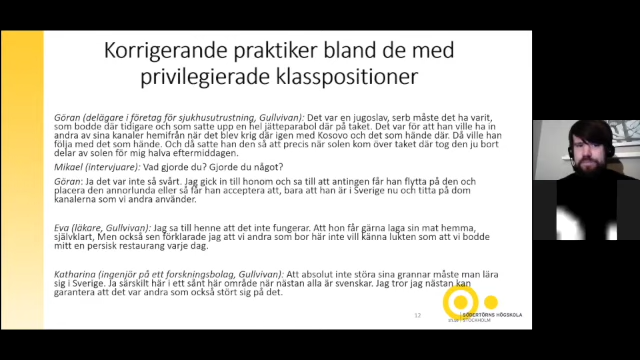 Korrigerande praktiker bland de med
privilegierade klasspositioner
Göran (delägare i företag för sjukhusutrustning, Gullvivan): Det var en jugoslav, serb måste det ha varit,
som bodde där tidigare och som satte upp en hel jätteparabol där på taket. Det var för att han ville ha in
andra av sina kanaler hemifrån när det blev krig där igen med Kosovo och det som hände där. Då ville han
följa med det som hände. Och då satte han den så att precis när solen kom över taket där tog den ju bort
delar av solen för mig halva eftermiddagen.
Mikael (intervjuare): Vad gjorde du? Gjorde du något?
Göran: Ja det var inte så svårt. Jag gick in till honom och sa till att antingen får han flytta på den och
placera den annorlunda eller så får han acceptera att, bara att han är i Sverige nu och titta på dom
kanalerna som vi andra använder.
Eva (läkare, Gullvivan): Jag sa till henne att det inte fungerar. Att hon får gärna laga sin mat hemma,
självklart, Men också sen förklarade jag att vi andra som bor här inte vill känna lukten som att vi bodde
mitt en persisk restaurang varje dag.
Katharina (ingenjör på ett forskningsbolag, Gullvivan): Att absolut inte störa sina grannar måste man lära
sig i Sverige. Ja särskilt här i ett sånt här område när nästan alla är svenskar. Jag tror jag nästan kan
garantera att det var andra som också stört sig på det.
12
SÖDERTÖRNS HÖGSKOLA
STOCKHOLM